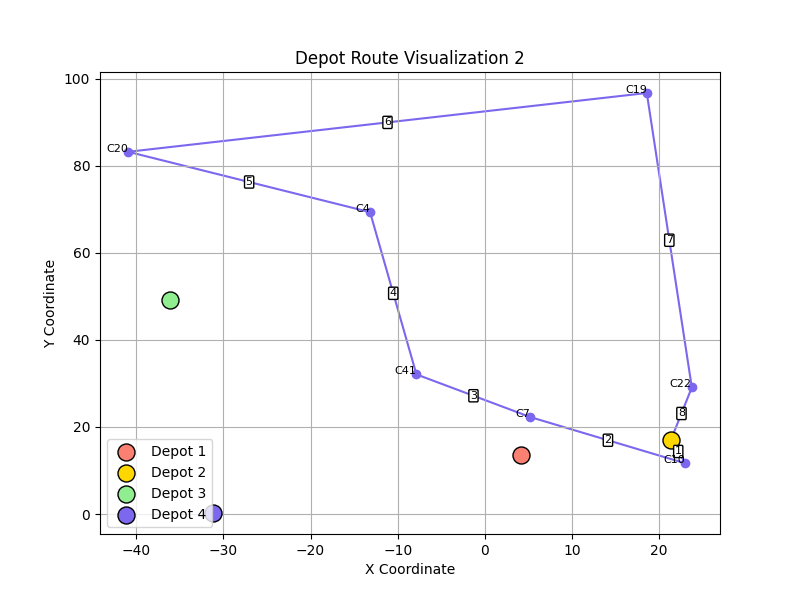 Depot Route Visualization 2
100
80
60
40
20
0
Y Coordinate
C19
6
C20
5
C4
7
4
C41
C22
3
C7
8
2
1
Depot 1
Depot 2
Depot 3
Depot 4
−40
−30
−20
−10
0
10
20
X Coordinate